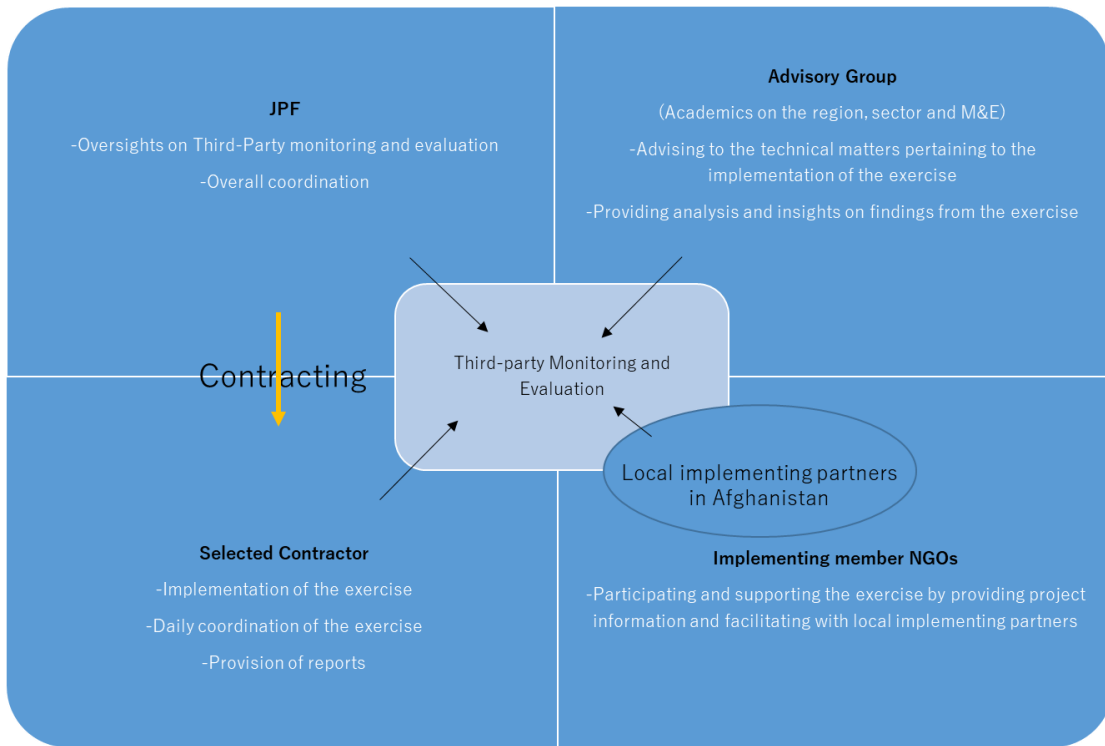 JPF
-Oversights on Third-Party monitoring and evaluation
-Overall coordination
Advisory Group
(Academics on the region, sector and M&E)
-Advising to the technical matters pertaining to the
implementation of the exercise
-Providing analysis and insights on findings from the exercise
Contracting
Third-party Monitoring and
Evaluation
Local implementing partners
in Afghanistan
Selected Contractor
-Implementation of the exercise
-Daily coordination of the exercise
-Provision of reports
Implementing member NGOs
-Participating and supporting the exercise by providing project
information and facilitating with local implementing partners